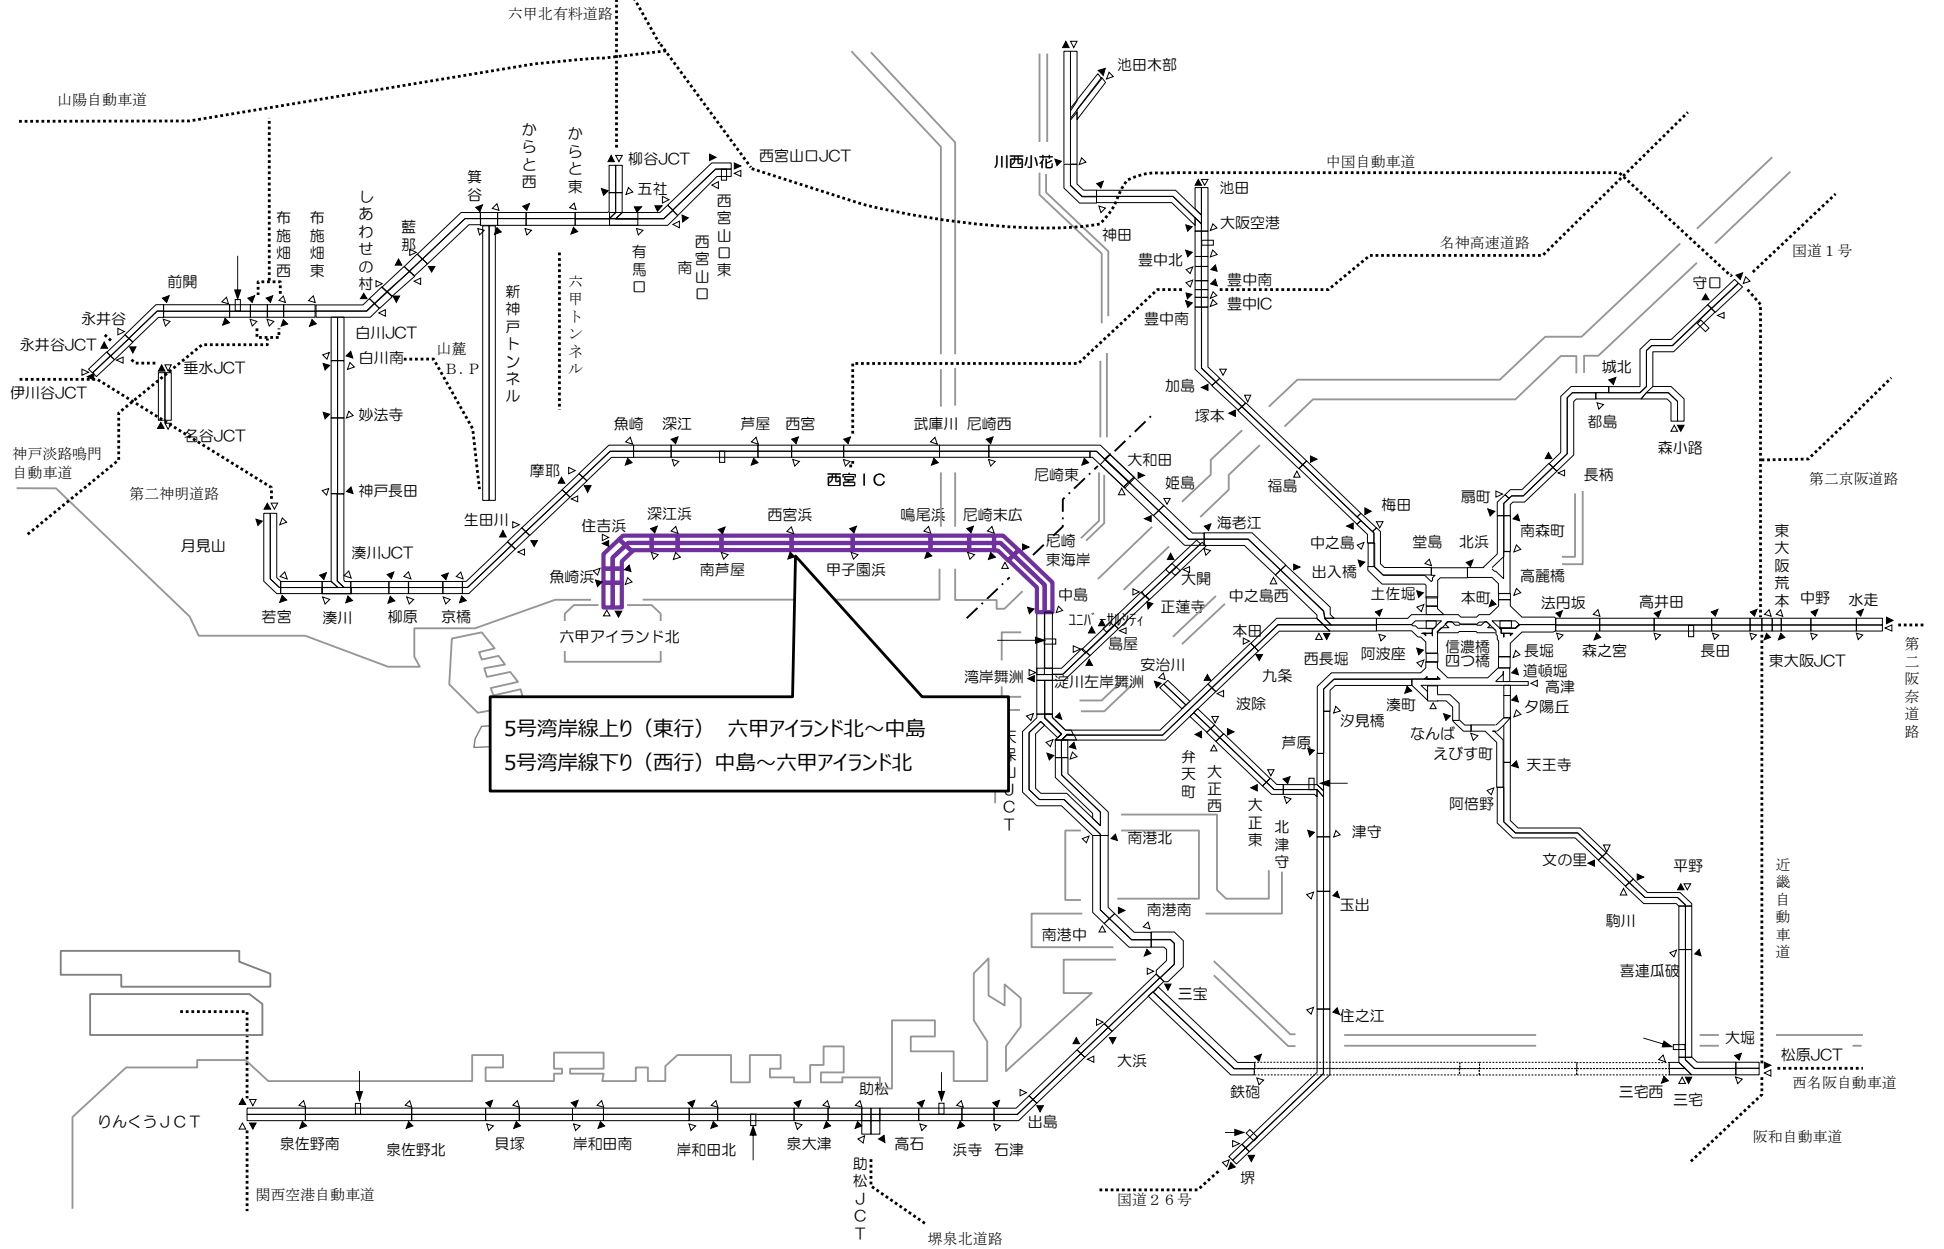 六甲北有料道路
池田木部
山陽自動車道
からと西
からと東
柳谷JCT
西宮山口JCT
川西小花
中国自動車道
箕谷
五社
池田
しあわせの村
藍那
布施畑西
布施畑東
西宮山口東
西宮山口南
有馬口
神田
大阪空港
名神高速道路
国道1号
豊中北
豊中南
豊中IC
豊中南
守口
前開
六甲トンネル
新神戸トンネル
永井谷
永井谷JCT
白川JCT
白川南
山麓
B．P
垂水JCT
伊川谷JCT
加島
城北
妙法寺
塚本
都島
魚崎
深江
芦屋
西宮
武庫川
尼崎西
名谷JCT
神戸淡路鳴門
自動車道
森小路
大和田
尼崎東
摩耶
西宮IC
姫島
福島
長柄
第二京阪道路
神戸長田
第二神明道路
扇町
梅田
生田川
住吉浜
深江浜
西宮浜
鳴尾浜
尼崎末広
海老江
南森町
東大阪荒本
月見山
湊川JCT
尼崎
東海岸
中之島
堂島
北浜
魚崎浜
南芦屋
甲子園浜
大開
出入橋
高麗橋
中島
中之島西
土佐堀
本町
法円坂
高井田
中野
水走
若宮
湊川
柳原
京橋
正蓮寺
六甲アイランド北
島屋
本田
西長堀
阿波座
信濃橋
四つ橋
長堀
森之宮
長田
東大阪JCT
第二阪奈道路
湾岸舞洲
淀川左岸舞洲
安治川
九条
道頓堀
高津
波除
湊町
夕陽丘
5号湾岸線上り（東行）　六甲アイランド北～中島
5号湾岸線下り（西行）中島～六甲アイランド北
汐見橋
なんば
えびす町
芦原
弁天町
大正西
天王寺
阿倍野
大正東
北津守
南港北
津守
文の里
平野
近畿自動車道
玉出
駒川
南港南
南港中
喜連瓜破
三宝
住之江
大浜
大堀
松原JCT
西名阪自動車道
助松
鉄砲
三宅西
三宅
りんくうJCT
出島
泉佐野南
泉佐野北
貝塚
岸和田南
岸和田北
泉大津
高石
浜寺
石津
阪和自動車道
助松JCT
堺
関西空港自動車道
国道26号
堺泉北道路